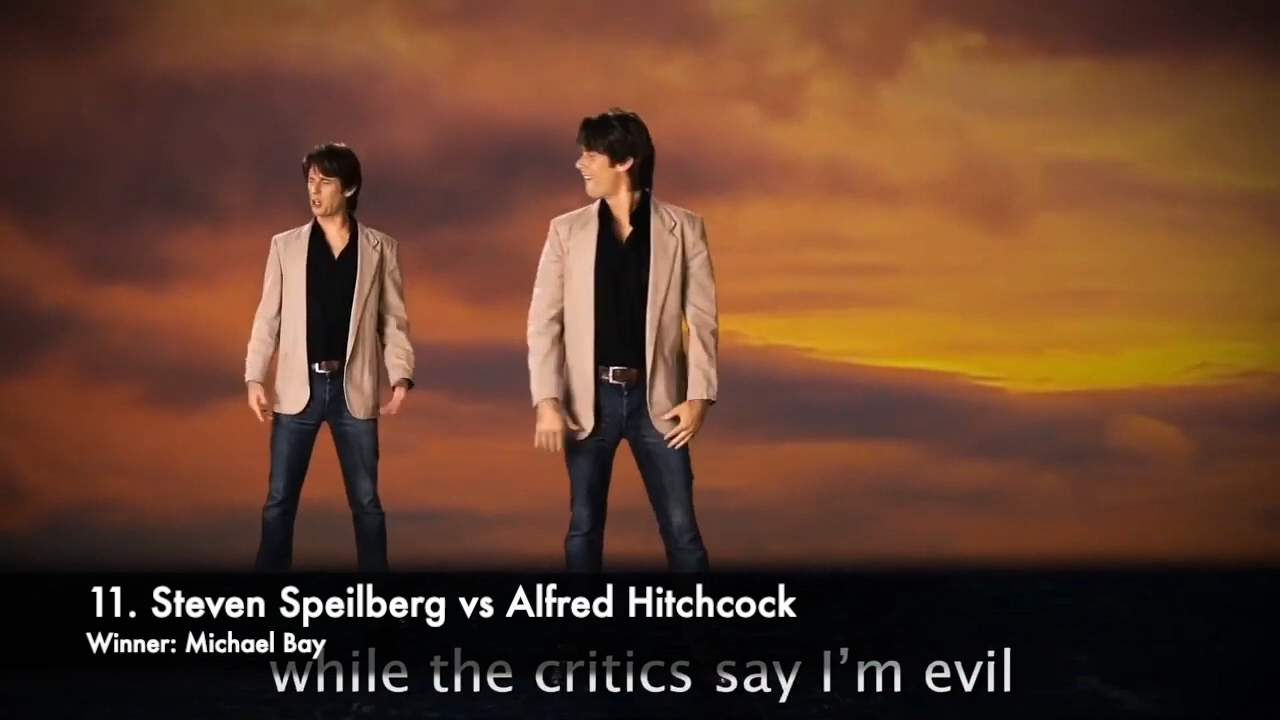 11. Steven Speilberg vs Alfred Hitchcock
Winner: Michael Bay
while the critics say I'm evil